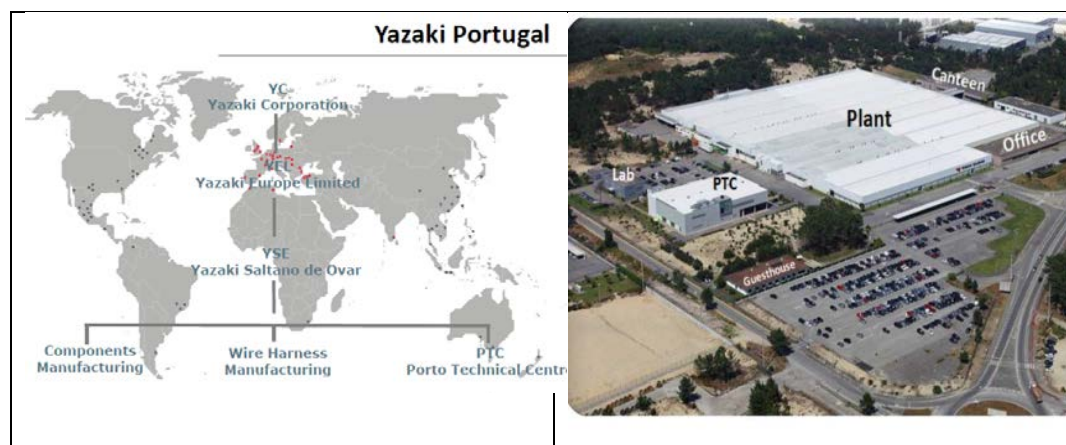 Yazaki Portugal
YC
Yazaki Corporation
YEL
Yazaki Europe Limited
YSE
Yazaki Saltano de Ovar
Components
Manufacturing
Wire Harness
Manufacturing
PTC
Porto Technical Centre
Canteen
Plant
Office
Lab
PTC
Guesthouse